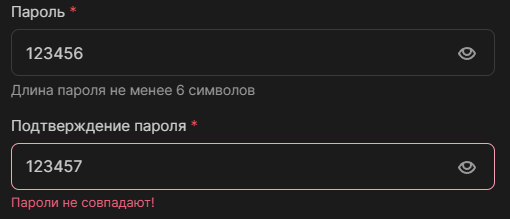 Пароль *
123456
Длина пароля не менее 6 символов
Подтверждение пароля *
123457
Пароли не совпадают!